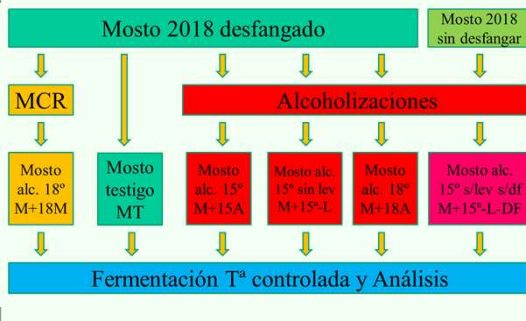 Mosto 2018 desfangado
Mosto 2018
sin desfangar
MCR
Alcoholizaciones
Mosto
alc. 18º
M+18M
Mosto
testigo
MT
Mosto
alc. 15º
M+15A
Mosto alc.
15º sin lev
M+15ª-L
Mosto
alc. 18º
M+18A
Mosto alc.
15º s/lev s/df
M+15ª-L-DF
Fermentación Tª controlada y Análisis